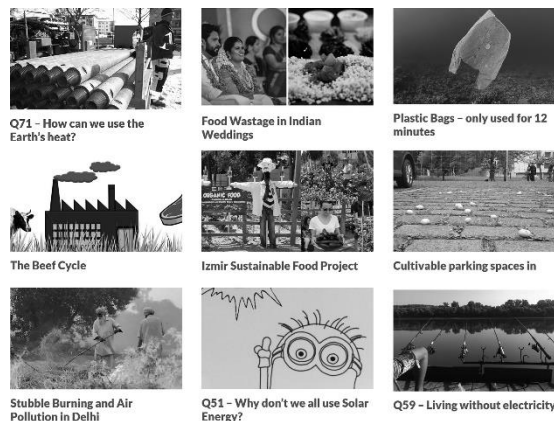 Q71 – How can we use the
Earth's heat?
Food Wastage in Indian
Weddings
Plastic Bags – only used for 12
minutes
ORGANIC FOOD
The Beef Cycle
Izmir Sustainable Food Project
Cultivable parking spaces in
Stubble Burning and Air
Pollution in Delhi
Q51 – Why don't we all use Solar
Energy?
Q59 – Living without electricity